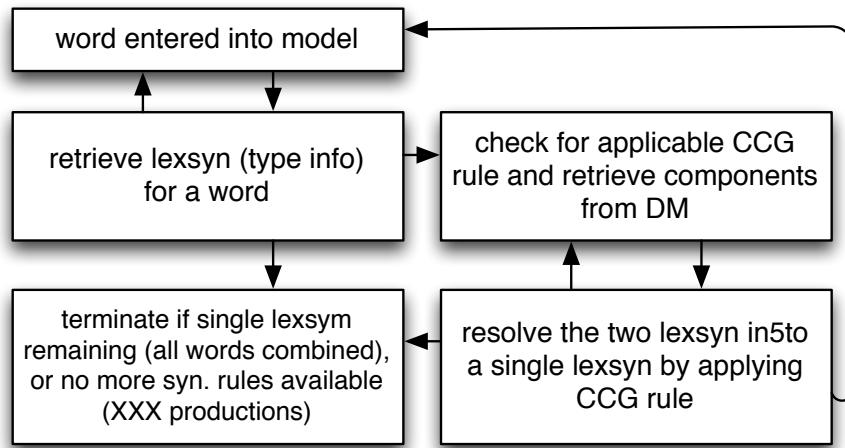 word entered into model
retrieve lexsyn (type info)
for a word
check for applicable CCG
rule and retrieve components
from DM
terminate if single lexsym
remaining (all words combined),
or no more syn. rules available
(XXX productions)
resolve the two lexsyn in5to
a single lexsyn by applying
CCG rule